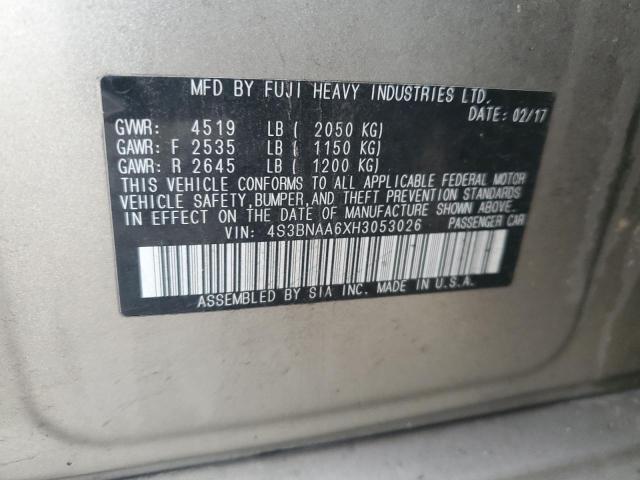 MFD BY FUJI HEAVY INDUSTRIES LTD.
DATE: 02/17
GVWR: 4519 LB ( 2050 KG)
GAWR: F 2535 LB ( 1150 KG)
GAWR: R 2645 LB ( 1200 KG)
THIS VEHICLE CONFORMS TO ALL APPLICABLE FEDERAL MOTOR
VEHICLE SAFETY, BUMPER, AND THEFT PREVENTION STANDARDS
IN EFFECT ON THE DATE OF MANUFACTURE SHOWN ABOVE.
VIN: 4S3BNAA6XH3053026 PASSENGER CAR
ASSEMBLED BY SIA INC. MADE IN U.S.A.